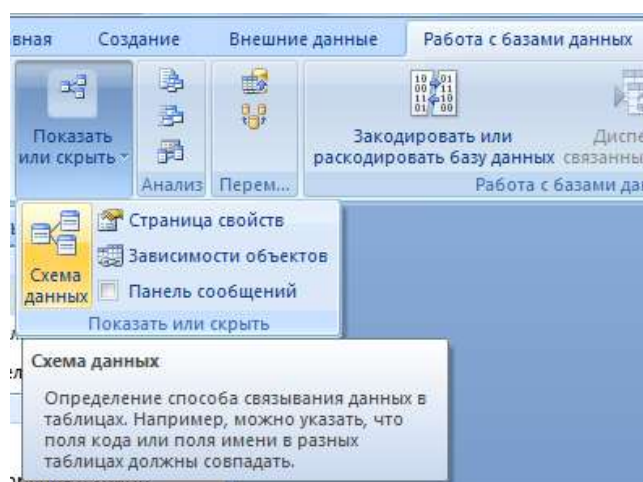 вная Создание Внешние данные Работа с базами данных
Показать
или скрыть
Закодировать или
раскодировать базу данных
Диспе
связанны
Анализ Перем... Работа с базами да
Схема
данных
Страница свойств
Зависимости объектов
Панель сообщений
Показать или скрыть
Схема данных
Определение способа связывания данных в
таблицах. Например, можно указать, что
поля кода или поля имени в разных
таблицах должны совпадать.